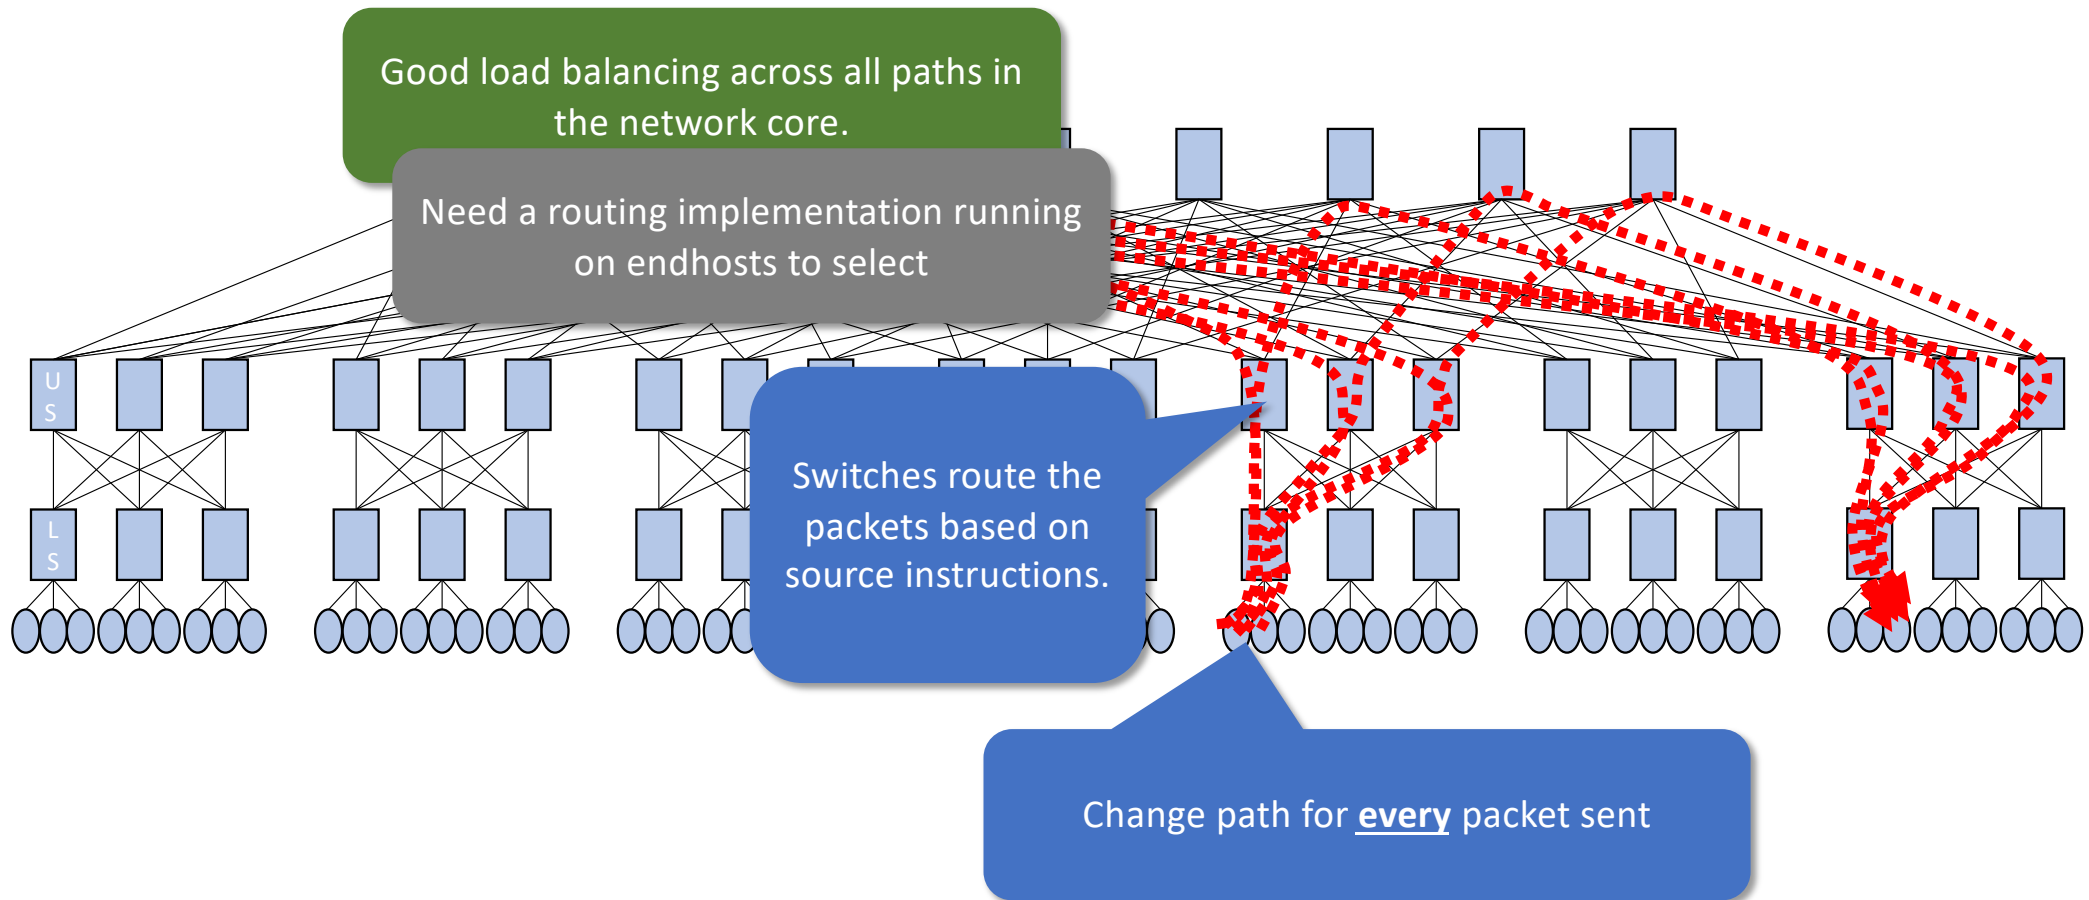 Good load balancing across all paths in
the network core.
Need a routing implementation running
on endhosts to select
U
S
L
S
Switches route the
packets based on
source instructions.
Change path for every packet sent